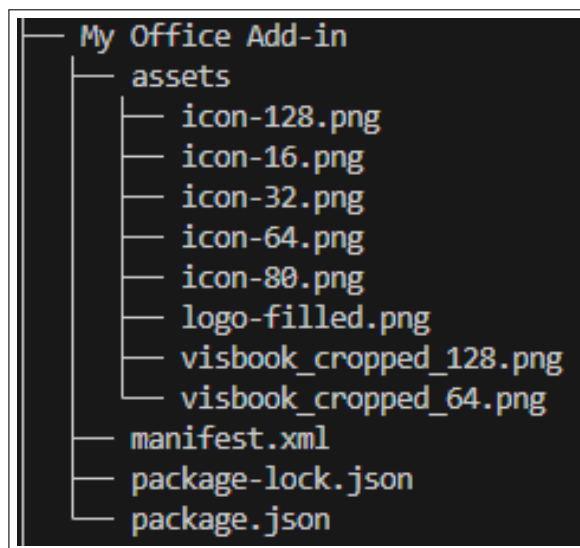 My Office Add-in
assets
icon-128.png
icon-16.png
icon-32.png
icon-64.png
icon-80.png
logo-filled.png
visbook_cropped_128.png
visbook_cropped_64.png
manifest.xml
package-lock.json
package.json